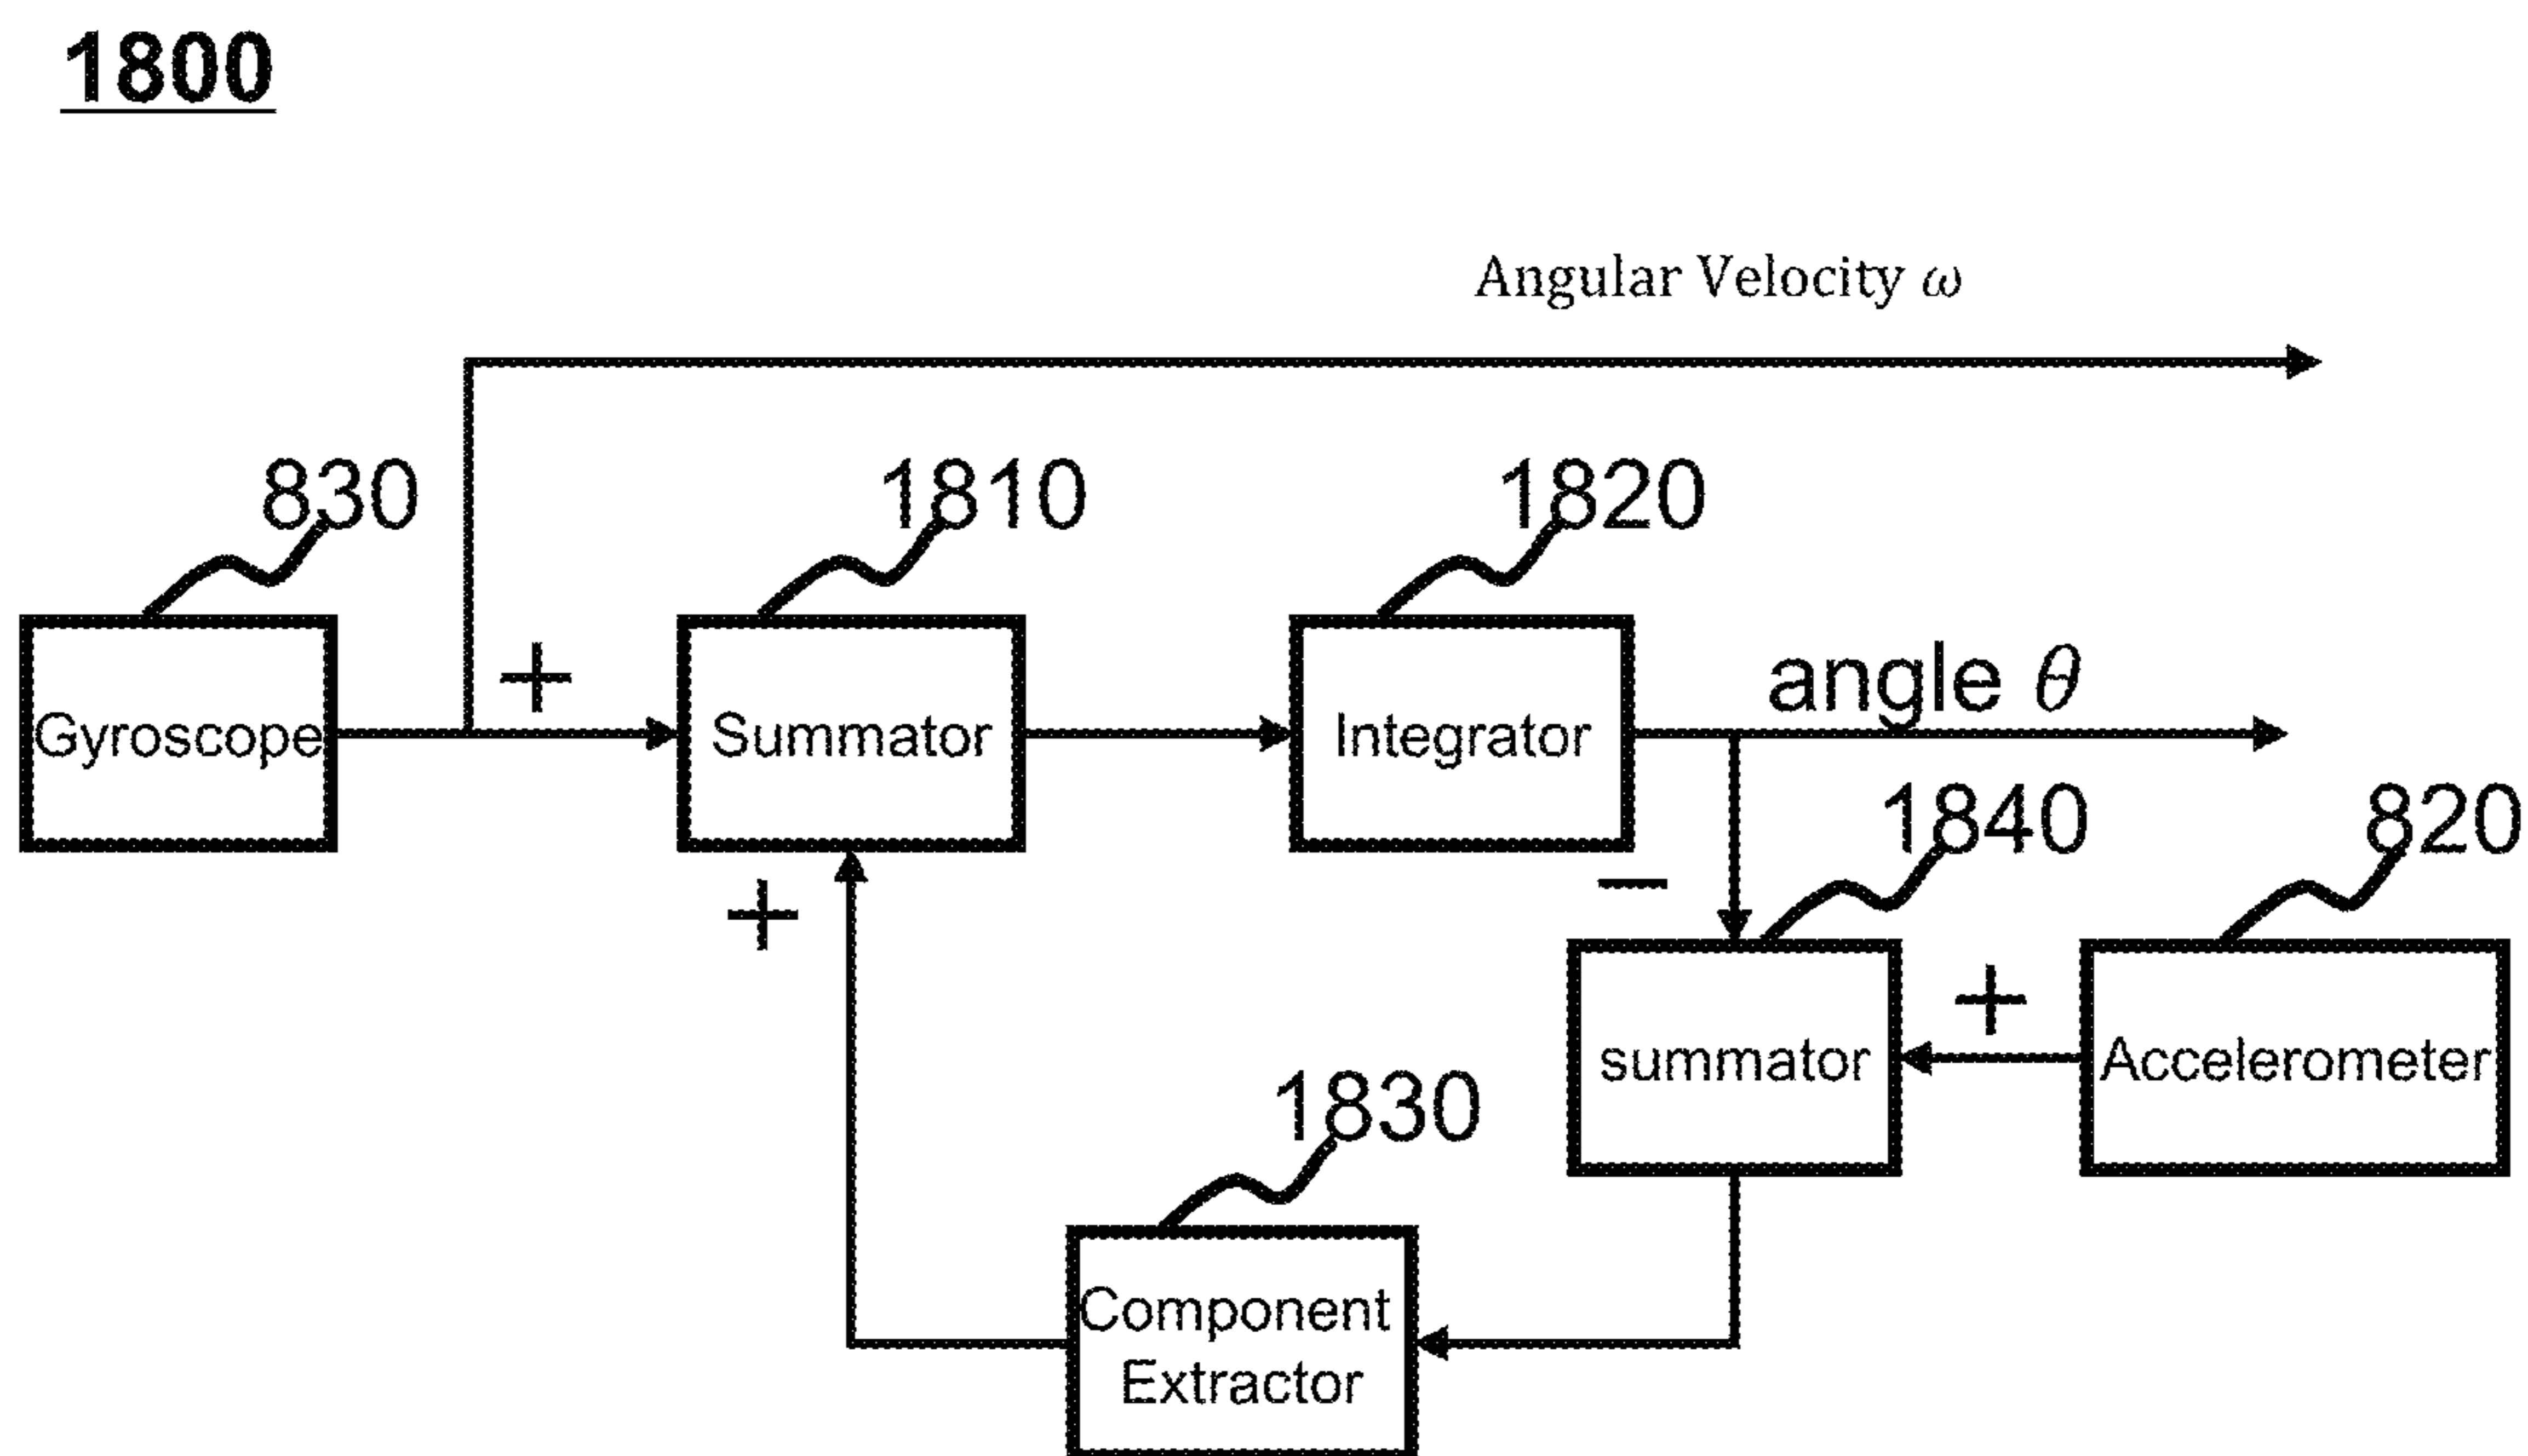 1800
Angular Velocity ω
830
1810
1820
Gyroscope
+
Summator
Integrator
angle θ
+
−
1840
820
summator
+
Accelerometer
1830
Component
Extractor